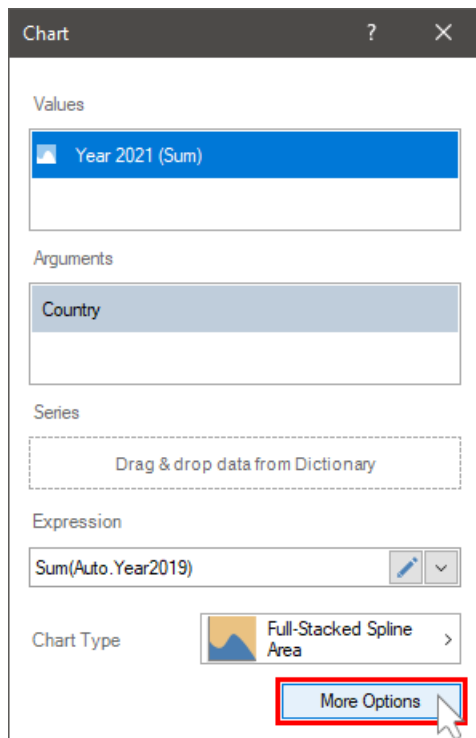 Chart ?
Values
Year 2021 (Sum)
Arguments
Country
Series
Drag & drop data from Dictionary
Expression
Sum(Auto.Year2019)
Chart Type
Full-Stacked Spline
Area
More Options